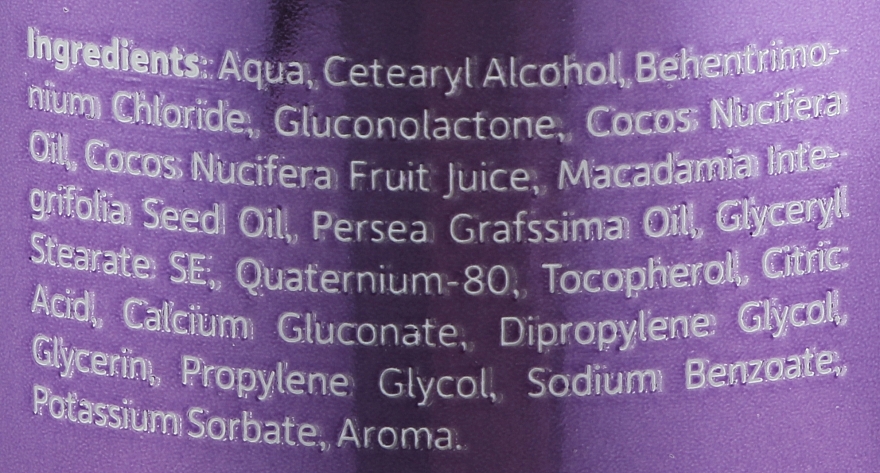 Ingredients: Aqua, Cetearyl Alcohol, Behentrimo-
nium Chloride, Gluconolactone, Cocos Nucifera
Oil, Cocos Nucifera Fruit Juice, Macadamia Inte-
grifolia Seed Oil, Persea Grafssima Oil, Glyceryl
Stearate SE, Quaternium-80, Tocopherol, Citric
Acid, Calcium Gluconate, Dipropylene Glycol,
Glycerin, Propylene Glycol, Sodium Benzoate,
Potassium Sorbate, Aroma.